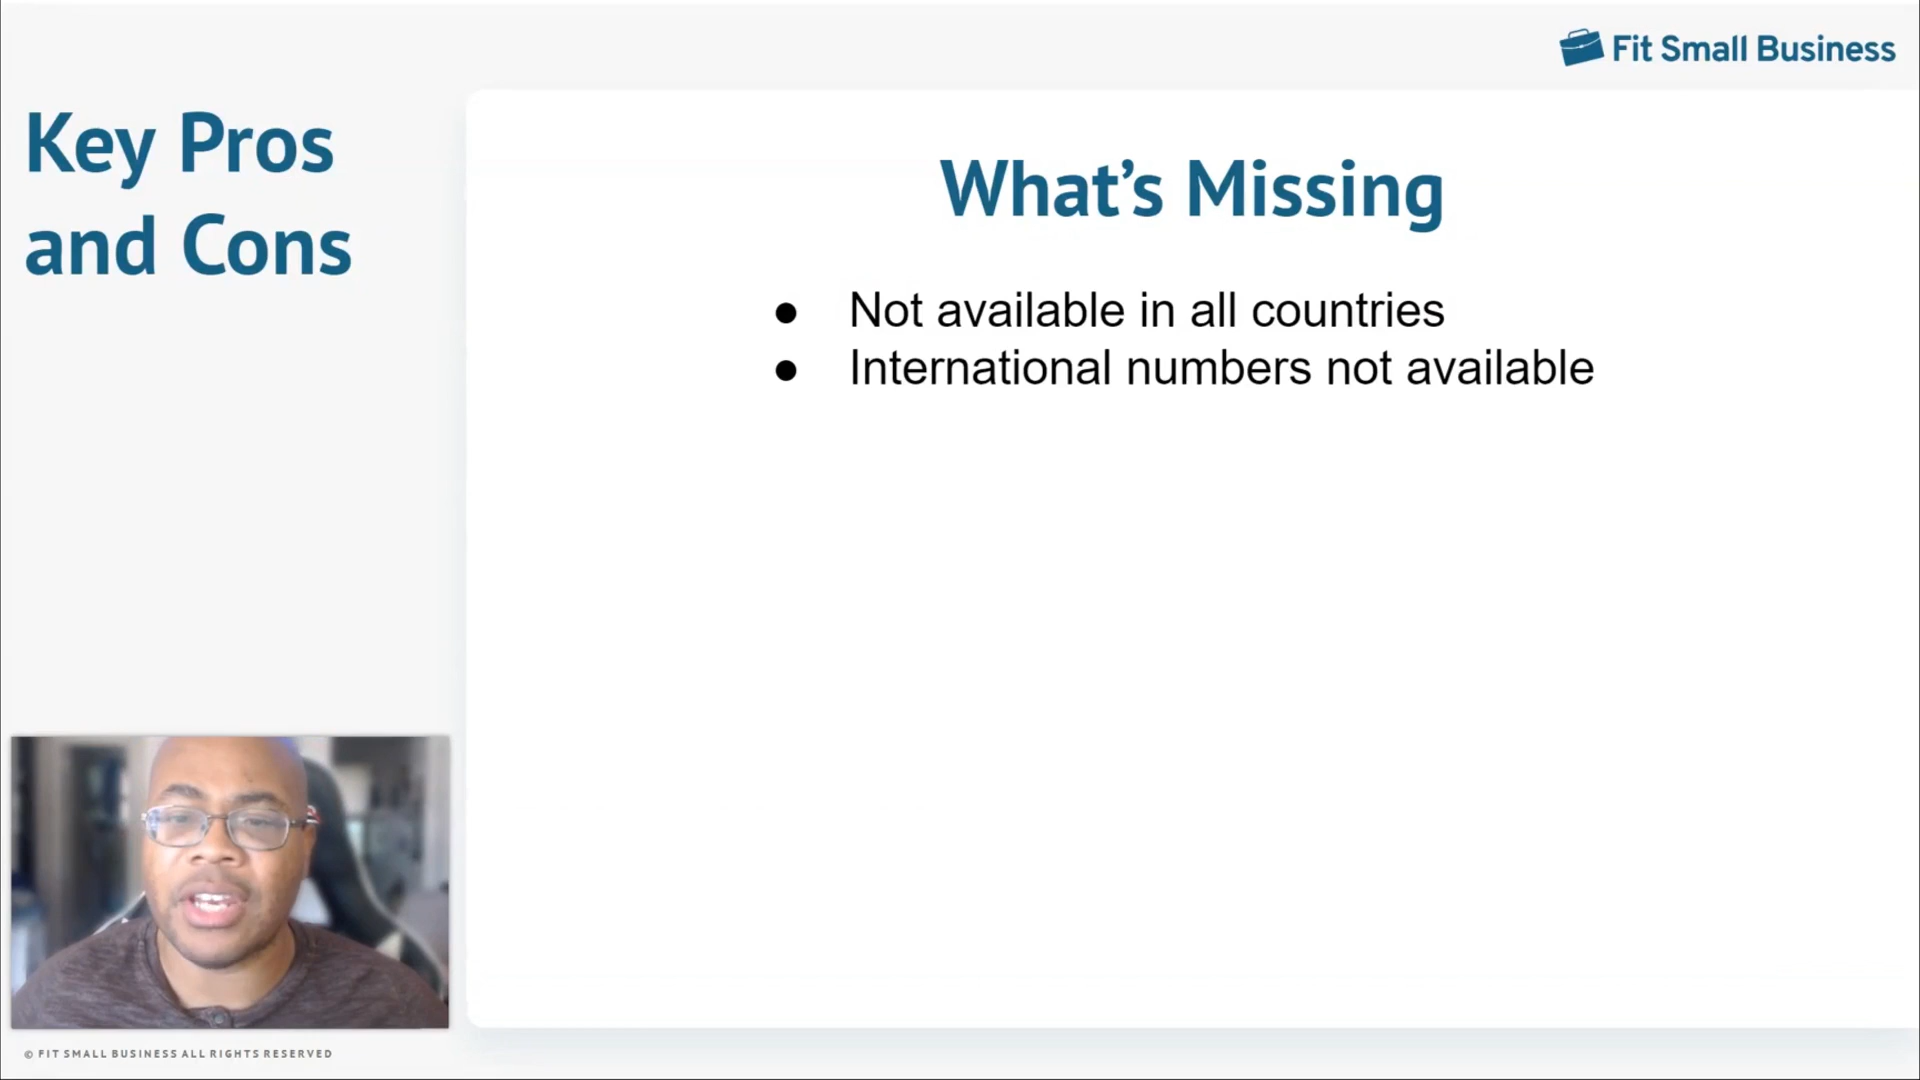 Fit Small Business
Key Pros
and Cons
What’s Missing
● Not available in all countries
● International numbers not available
© FIT SMALL BUSINESS ALL RIGHTS RESERVED